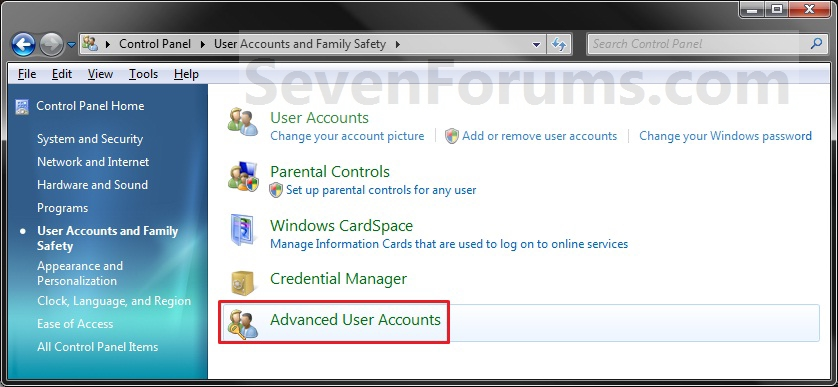 Control Panel ▸ User Accounts and Family Safety ▸
Search Control Panel
File Edit View Tools Help
SevenForums.com
Control Panel Home
System and Security
Network and Internet
Hardware and Sound
Programs
User Accounts and Family
Safety
Appearance and
Personalization
Clock, Language, and Region
Ease of Access
All Control Panel Items
User Accounts
Change your account picture Add or remove user accounts Change your Windows password
Parental Controls
Set up parental controls for any user
Windows CardSpace
Manage Information Cards that are used to log on to online services
Credential Manager
Advanced User Accounts